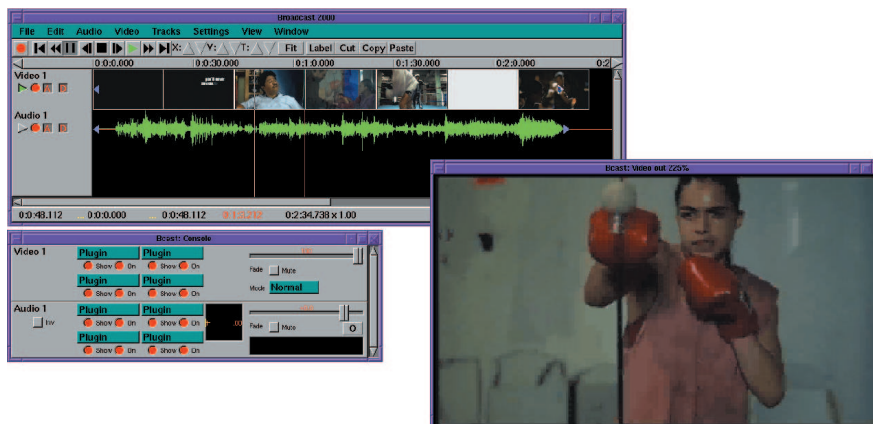 Broadcast 2000
File Edit Audio Video Tracks Settings View Window
X: Y: T: Fit Label Cut Copy Paste
0:0:0.000 0:0:30.000 0:1:0.000 0:1:30.000 0:2:0.000 0:2
Video 1
Audio 1
0:0:48.112 0:0:0.000 0:0:48.112 0:2:34.738 x 1.00
Bcast: Video out 225%
Bcast: Console
Video 1 Plugin Plugin
Show On Show On
Fade Mute
Plugin Plugin
Mode Normal
Show On Show On
Audio 1 Plugin Plugin
Inv Show On Show On .00 Fade Mute 0
Plugin Plugin
Show On Show On